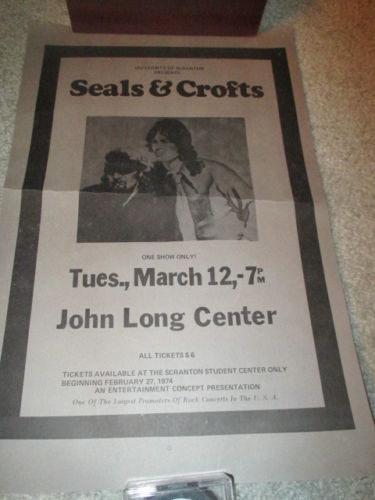 UNIVERSITY OF SCRANTON
PRESENTS
Seals & Crofts
ONE SHOW ONLY!
Tues., March 12,-7PM
John Long Center
ALL TICKETS $6
TICKETS AVAILABLE AT THE SCRANTON STUDENT CENTER ONLY
BEGINNING FEBRUARY 27, 1974
AN ENTERTAINMENT CONCEPT PRESENTATION
One Of The Largest Promoters Of Rock Concerts In The U. S. A.